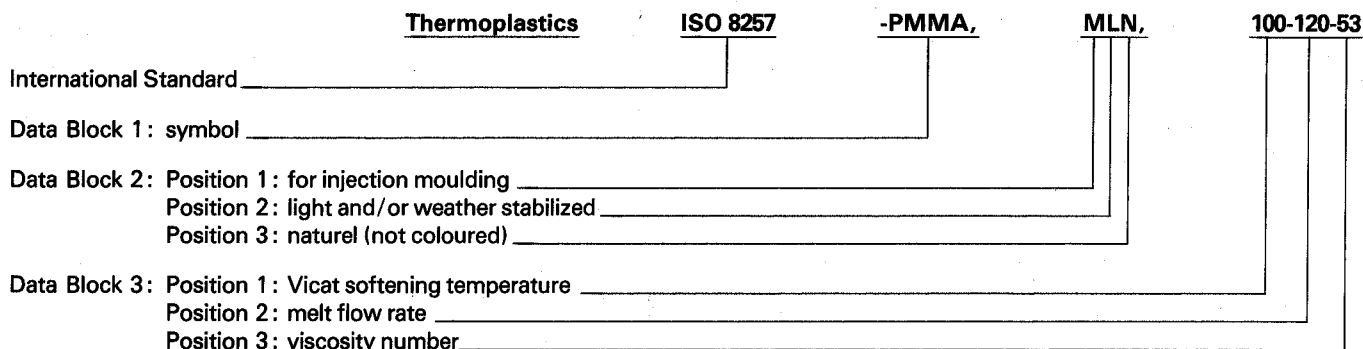 Thermoplastics ISO 8257 -PMMA, MLN, 100-120-53
International Standard
Data Block 1: symbol
Data Block 2: Position 1: for injection moulding
Position 2: light and/or weather stabilized
Position 3: naturel (not coloured)
Data Block 3: Position 1: Vicat softening temperature
Position 2: melt flow rate
Position 3: viscosity number